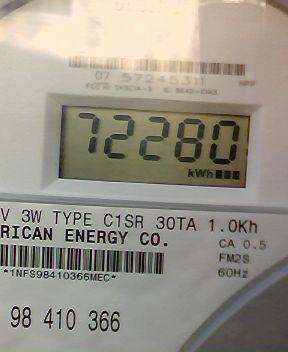 07 57245311
72280
kWh
V 3W TYPE C1SR 30TA 1.0Kh
RICAN ENERGY CO.
CA 0.5
FM2S
60Hz
*1NFS98410366MEC*
98 410 366